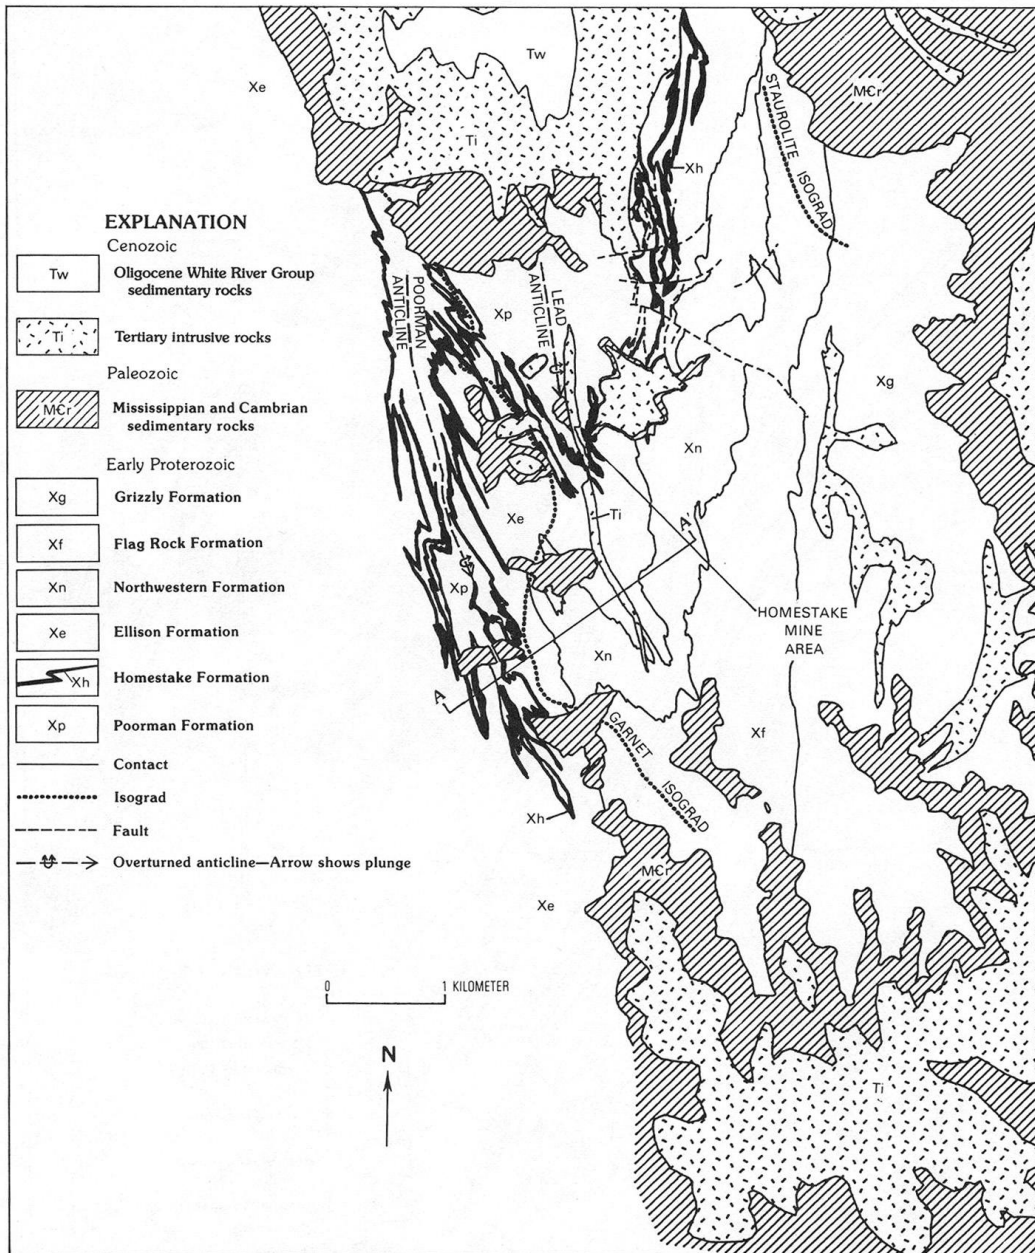 EXPLANATION
Cenozoic
Tw
Oligocene White River Group
sedimentary rocks
Ti
Tertiary intrusive rocks
Paleozoic
MЄr
Mississippian and Cambrian
sedimentary rocks
Early Proterozoic
Xg
Grizzly Formation
Xf
Flag Rock Formation
Xn
Northwestern Formation
Xe
Ellison Formation
Xh
Homestake Formation
Xp
Poorman Formation
Contact
Isograd
Fault
Overturned anticline—Arrow shows plunge
Xe
Tw
Ti
MЄr
STAUROLITE ISOGRAD
Xh
POORMAN
ANTICLINE
LEAD
ANTICLINE
Xp
Xg
Xn
Xe
Ti
A'
Xp
HOMESTAKE
MINE
AREA
Xn
A
Xf
GARNET ISOGRAD
Xh
MЄr
Xe
0 1 KILOMETER
N
Ti